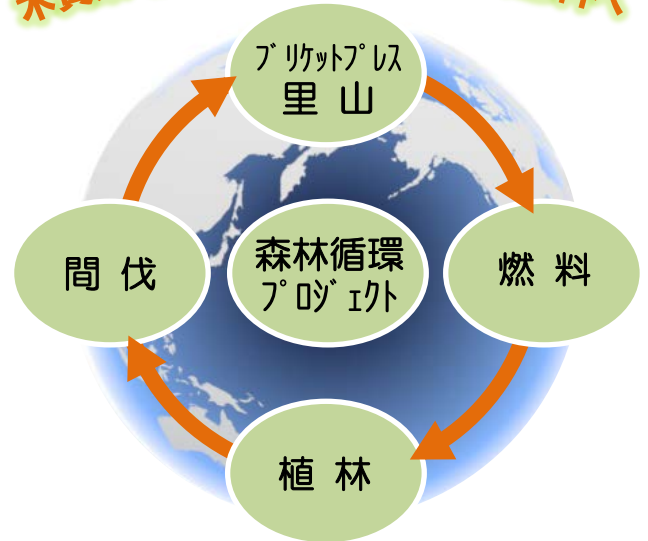 ブリケットプレス
里山
間伐
森林循環
プロジェクト
燃料
植林